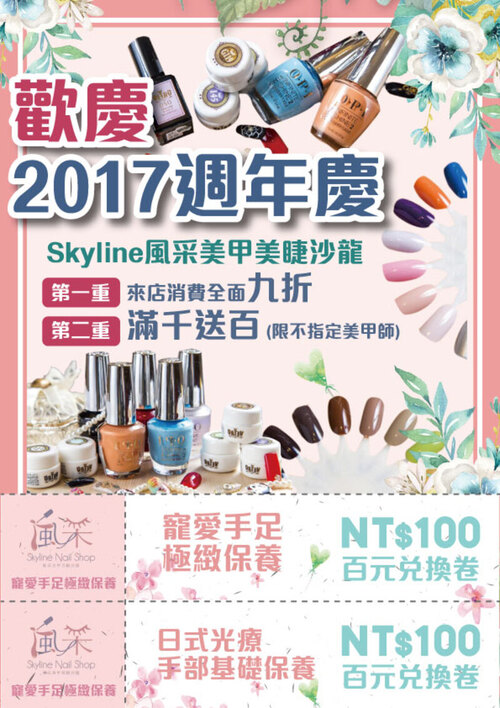 歡慶
2017週年慶
Skyline風采美甲美睫沙龍
第一重 來店消費全面九折
第二重 滿千送百 (限不指定美甲師)
O·P·I
風采
Skyline Nail Shop
寵愛手足極緻保養
寵愛手足
極緻保養
NT$100
百元兌換卷
風采
Skyline Nail Shop
寵愛手足極緻保養
日式光療
手部基礎保養
NT$100
百元兌換卷